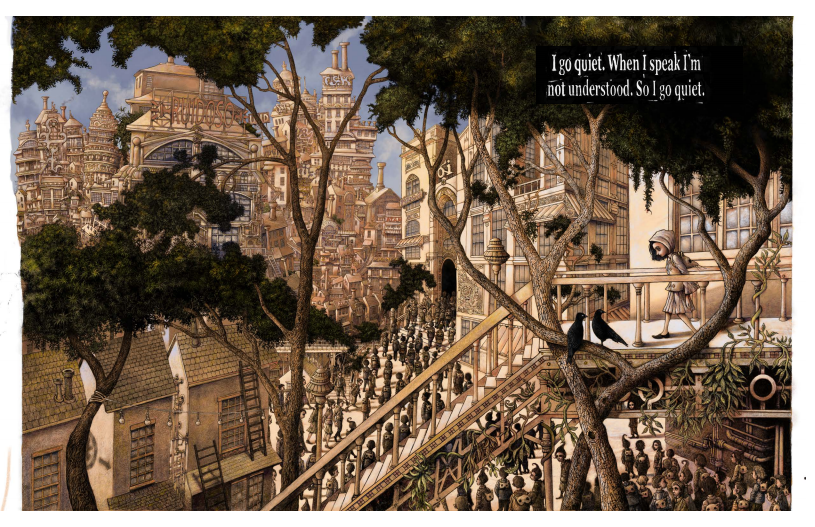 I go quiet. When I speak I'm
not understood. So I go quiet.